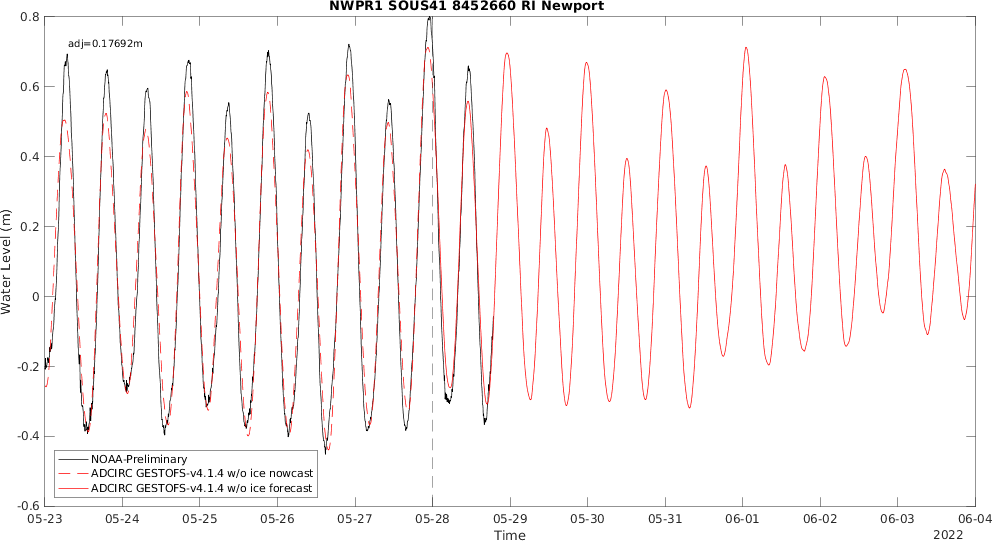 NWPR1 SOUS41 8452660 RI Newport
adj=0.17692m
0.8
0.6
0.4
0.2
0
-0.2
-0.4
-0.6
Water Level (m)
NOAA-Preliminary
ADCIRC GESTOFS-v4.1.4 w/o ice nowcast
ADCIRC GESTOFS-v4.1.4 w/o ice forecast
05-23 05-24 05-25 05-26 05-27 05-28 05-29 05-30 05-31 06-01 06-02 06-03 06-04
Time
2022